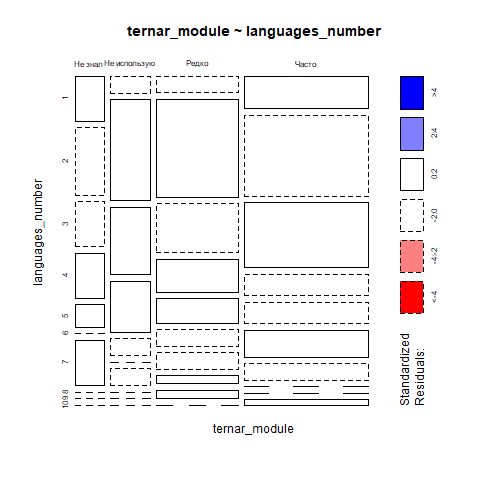 ternar_module ~ languages_number
Не знал Не использую Редко Часто
1
2
3
4
5
6
7
8
9
10
languages_number
ternar_module
>4
2:4
0:2
-2:0
-4:-2
<-4
Standardized
Residuals: